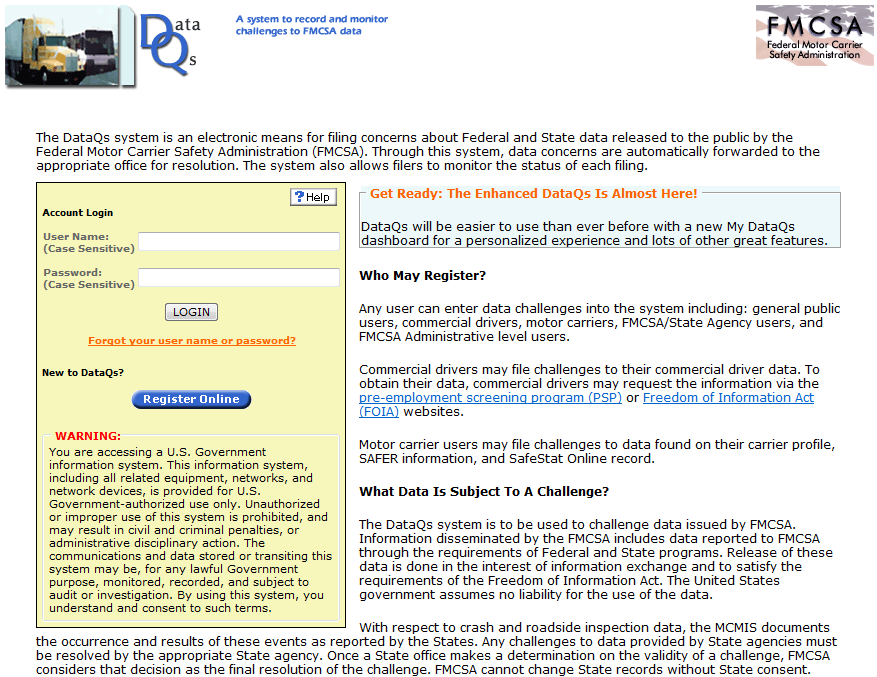 Data
Qs
A system to record and monitor
challenges to FMCSA data
FMCSA
Federal Motor Carrier
Safety Administration
The DataQs system is an electronic means for filing concerns about Federal and State data released to the public by the
Federal Motor Carrier Safety Administration (FMCSA). Through this system, data concerns are automatically forwarded to the
appropriate office for resolution. The system also allows filers to monitor the status of each filing.
? Help
Account Login
User Name:
(Case Sensitive)
Password:
(Case Sensitive)
LOGIN
Forgot your user name or password?
New to DataQs?
Register Online
WARNING:
You are accessing a U.S. Government
information system. This information system,
including all related equipment, networks, and
network devices, is provided for U.S.
Government-authorized use only. Unauthorized
or improper use of this system is prohibited, and
may result in civil and criminal penalties, or
administrative disciplinary action. The
communications and data stored or transiting this
system may be, for any lawful Government
purpose, monitored, recorded, and subject to
audit or investigation. By using this system, you
understand and consent to such terms.
Get Ready: The Enhanced DataQs Is Almost Here!
DataQs will be easier to use than ever before with a new My DataQs
dashboard for a personalized experience and lots of other great features.
Who May Register?
Any user can enter data challenges into the system including: general public
users, commercial drivers, motor carriers, FMCSA/State Agency users, and
FMCSA Administrative level users.
Commercial drivers may file challenges to their commercial driver data. To
obtain their data, commercial drivers may request the information via the
pre-employment screening program (PSP) or Freedom of Information Act
(FOIA) websites.
Motor carrier users may file challenges to data found on their carrier profile,
SAFER information, and SafeStat Online record.
What Data Is Subject To A Challenge?
The DataQs system is to be used to challenge data issued by FMCSA.
Information disseminated by the FMCSA includes data reported to FMCSA
through the requirements of Federal and State programs. Release of these
data is done in the interest of information exchange and to satisfy the
requirements of the Freedom of Information Act. The United States
government assumes no liability for the use of the data.
With respect to crash and roadside inspection data, the MCMIS documents
the occurrence and results of these events as reported by the States. Any challenges to data provided by State agencies must
be resolved by the appropriate State agency. Once a State office makes a determination on the validity of a challenge, FMCSA
considers that decision as the final resolution of the challenge. FMCSA cannot change State records without State consent.